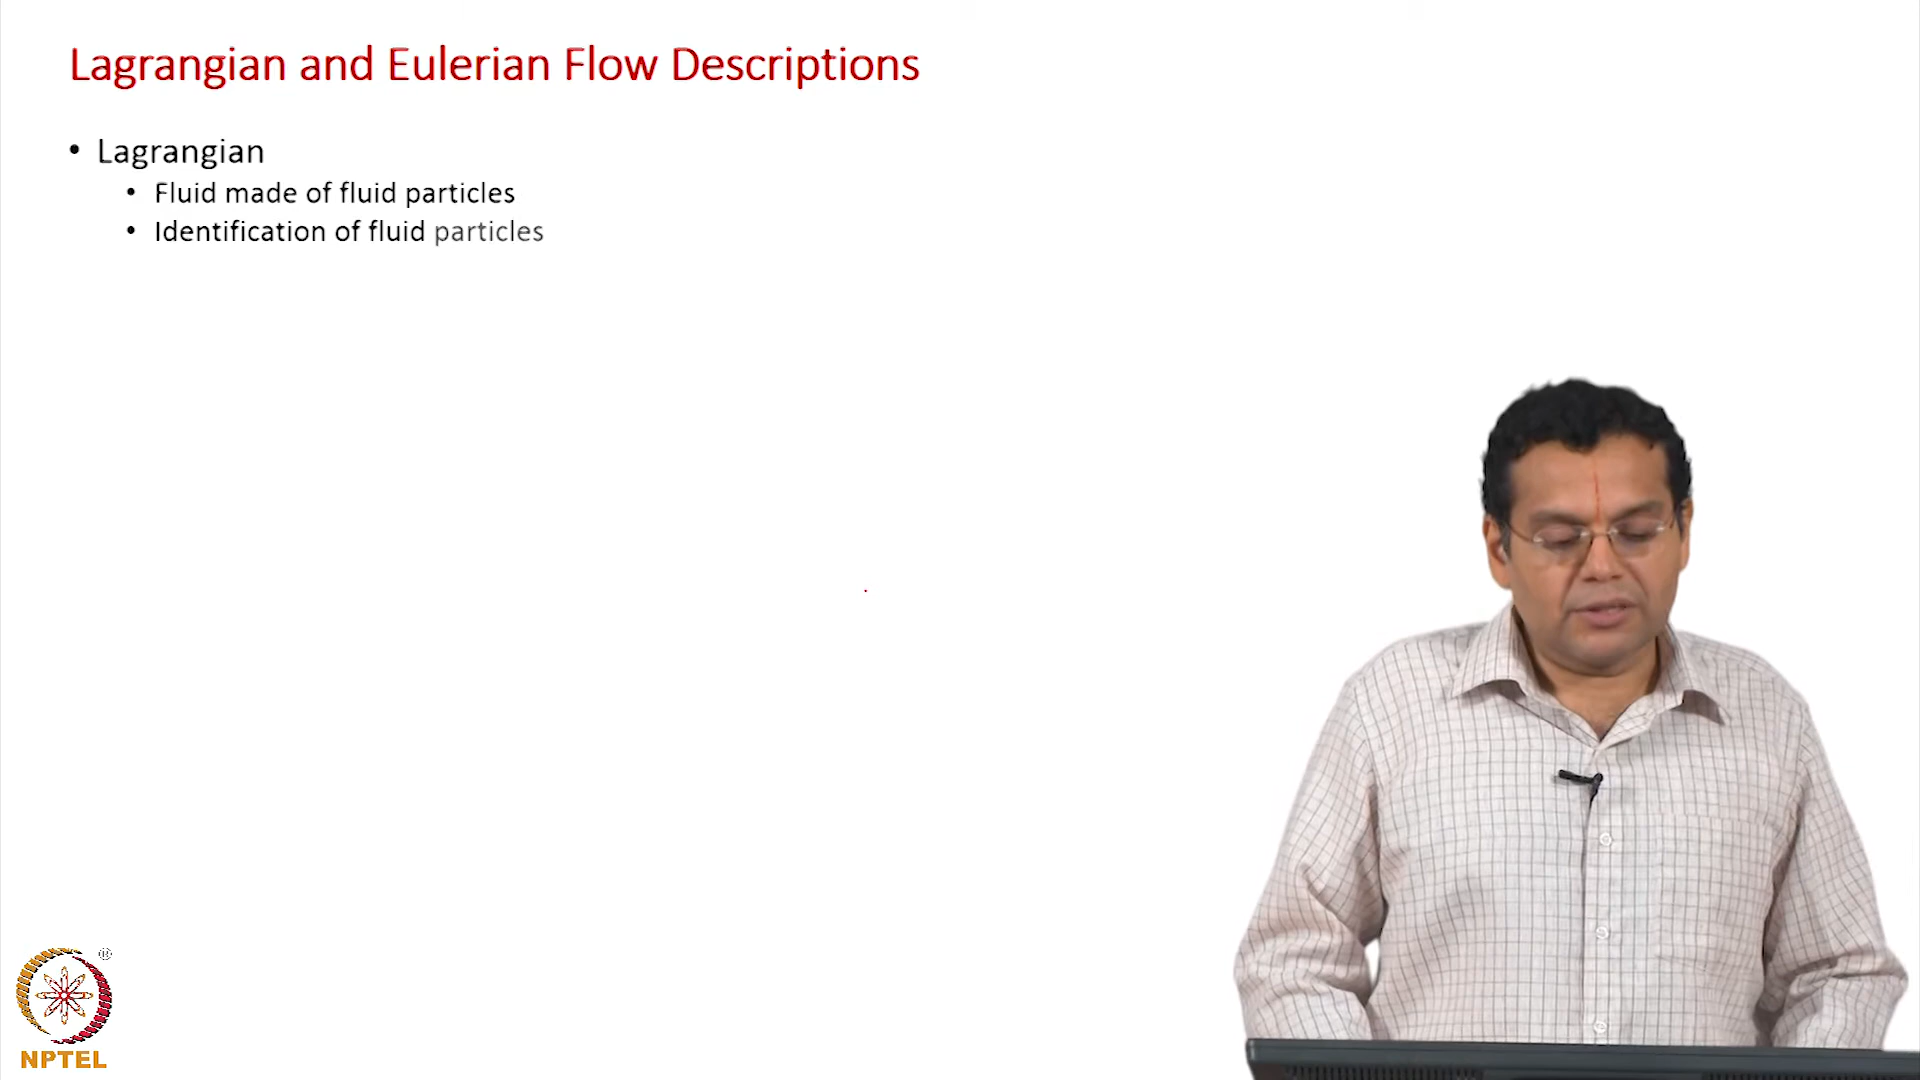 Lagrangian and Eulerian Flow Descriptions
• Lagrangian
• Fluid made of fluid particles
• Identification of fluid particles
®
NPTEL